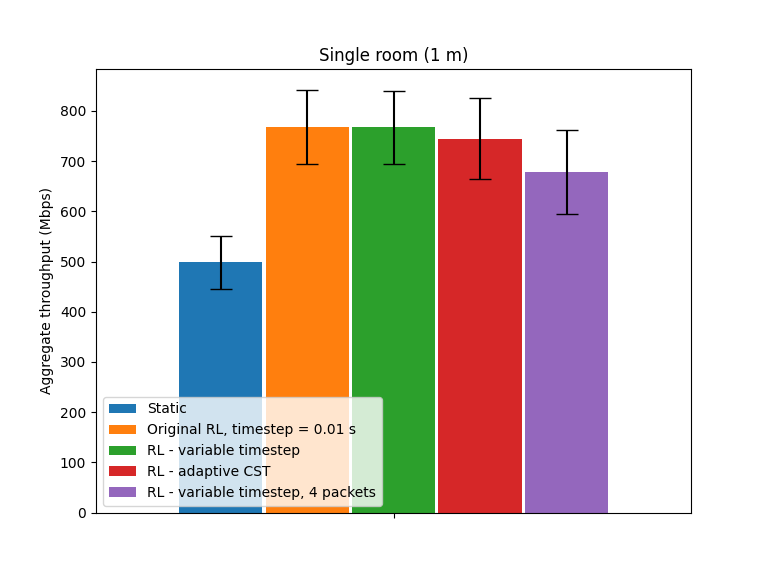 Single room (1 m)
Aggregate throughput (Mbps)
800
700
600
500
400
300
200
100
0
Static
Original RL, timestep = 0.01 s
RL - variable timestep
RL - adaptive CST
RL - variable timestep, 4 packets